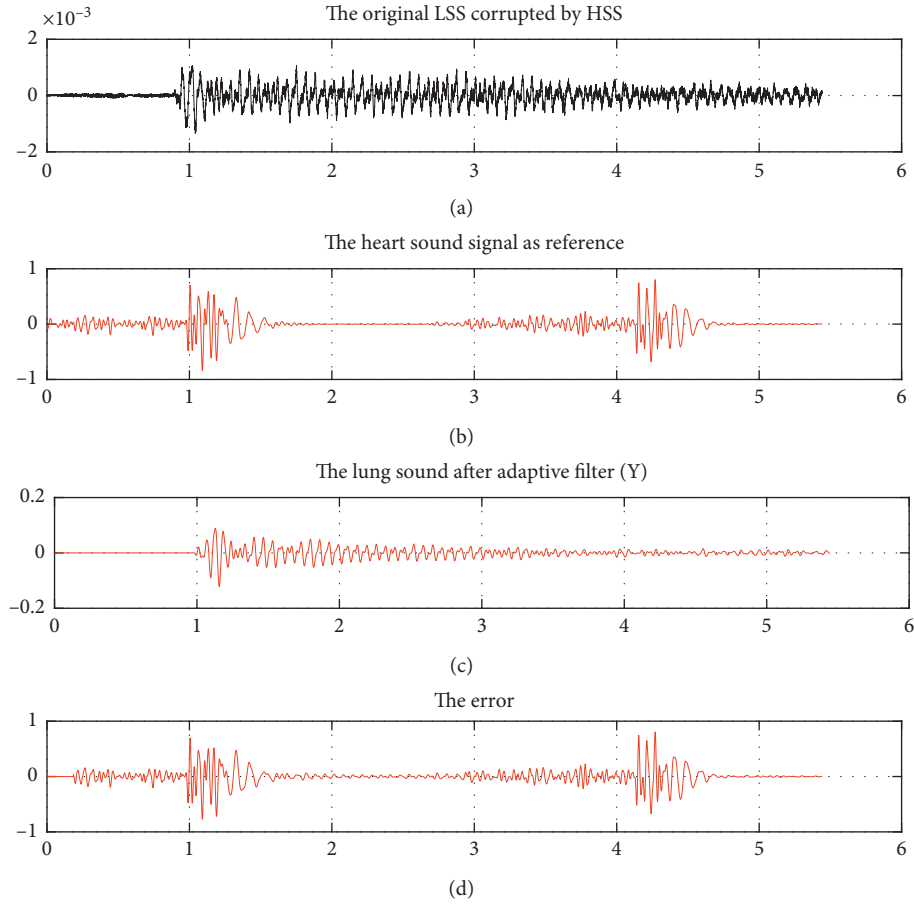 The original LSS corrupted by HSS
×10⁻³
2
0
−2
0 1 2 3 4 5 6
(a)
The heart sound signal as reference
1
0
−1
0 1 2 3 4 5 6
(b)
The lung sound after adaptive filter (Y)
0.2
0
−0.2
0 1 2 3 4 5 6
(c)
The error
1
0
−1
0 1 2 3 4 5 6
(d)